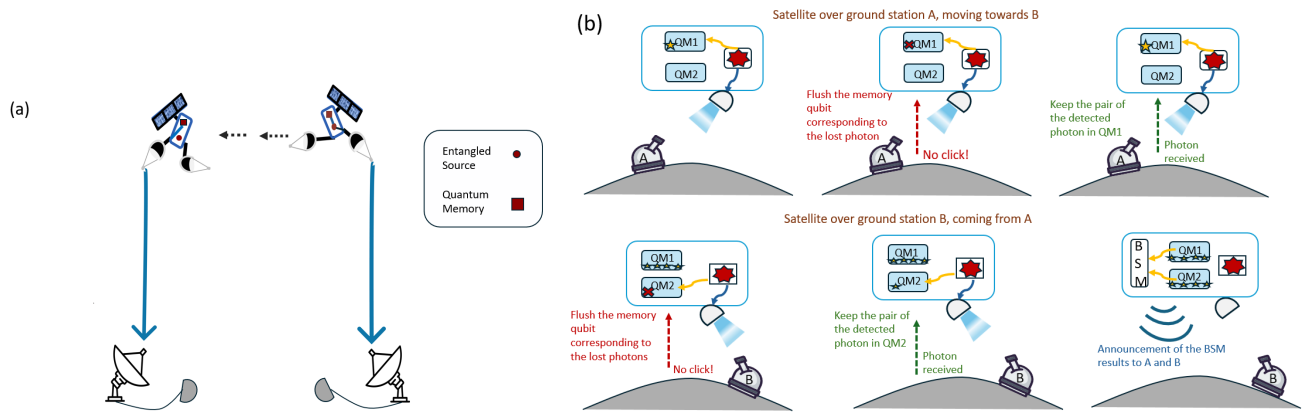 (a)
Entangled
Source
Quantum
Memory
(b)
Satellite over ground station A, moving towards B
QM1
QM2
A
QM1
QM2
Flush the memory
qubit
corresponding to
the lost photon
No click!
A
QM1
QM2
Keep the pair of
the detected
photon in QM1
Photon
received
A
Satellite over ground station B, coming from A
QM1
QM2
Flush the memory
qubit
corresponding to
the lost photons
No click!
B
QM1
QM2
Keep the pair of
the detected
photon in QM2
Photon
received
B
B
S
M
QM1
QM2
Announcement of the BSM
results to A and B
B